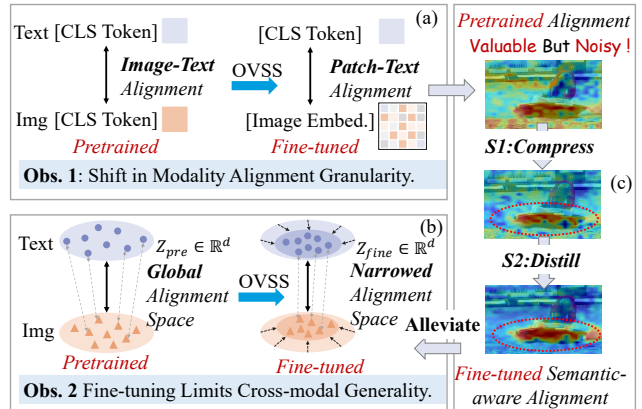 (a)
Text [CLS Token]
[CLS Token]
Image-Text
Alignment
OVSS
Patch-Text
Alignment
Img [CLS Token]
[Image Embed.]
Pretrained
Fine-tuned
Obs. 1: Shift in Modality Alignment Granularity.
(b)
Text
Z_pre ∈ ℝ^d
Z_fine ∈ ℝ^d
Global
Alignment
Space
OVSS
Narrowed
Alignment
Space
Img
Pretrained
Fine-tuned
Obs. 2 Fine-tuning Limits Cross-modal Generality.
Pretrained Alignment
Valuable But Noisy !
S1:Compress
(c)
S2:Distill
Alleviate
Fine-tuned Semantic-
aware Alignment